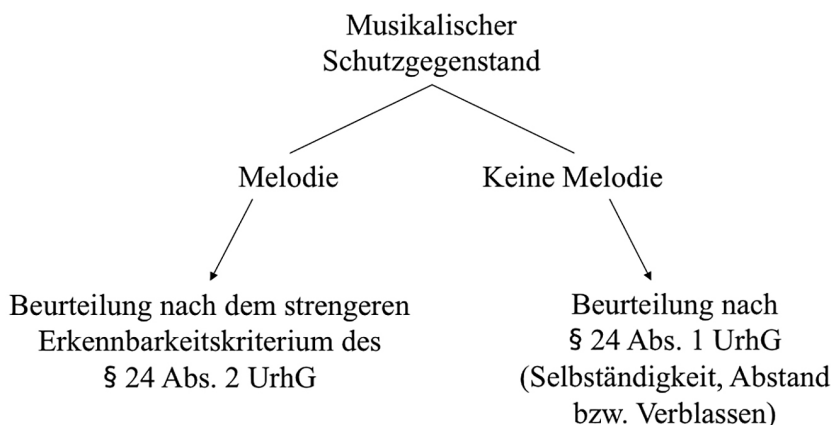 Musikalischer
Schutzgegenstand
Melodie
Keine Melodie
Beurteilung nach dem strengeren
Erkennbarkeitskriterium des
§ 24 Abs. 2 UrhG
Beurteilung nach
§ 24 Abs. 1 UrhG
(Selbständigkeit, Abstand
bzw. Verblassen)